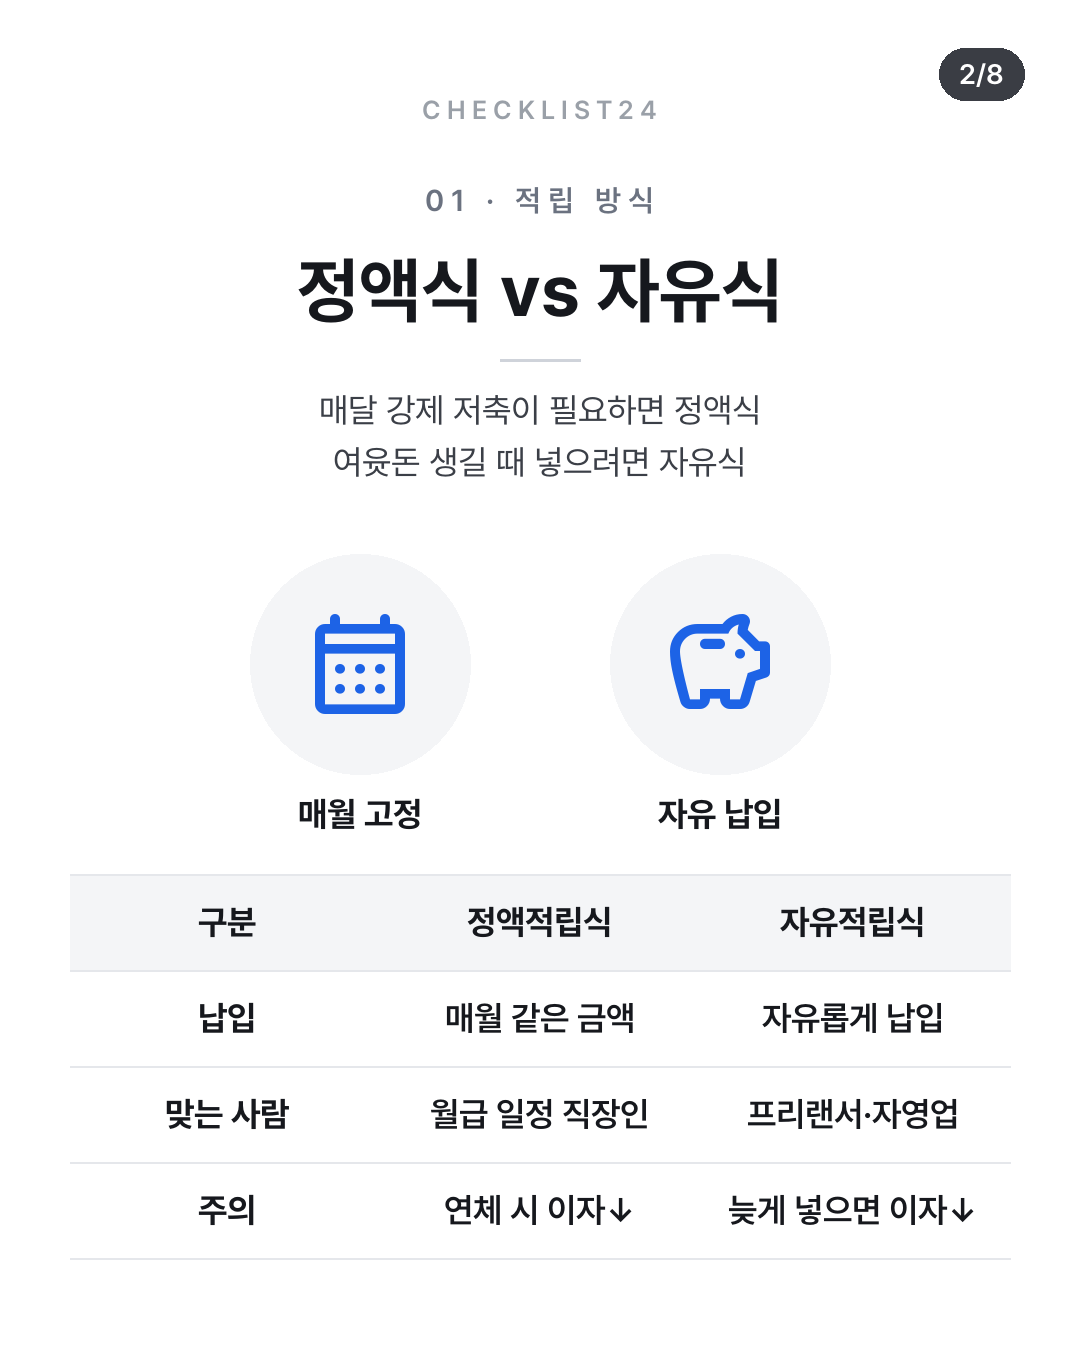 2/8
CHECKLIST24
01 · 적립 방식
정액식 vs 자유식
매달 강제 저축이 필요하면 정액식
여윳돈 생길 때 넣으려면 자유식
매월 고정
자유 납입
구분 정액적립식 자유적립식
납입 매월 같은 금액 자유롭게 납입
맞는 사람 월급 일정 직장인 프리랜서·자영업
주의 연체 시 이자↓ 늦게 넣으면 이자↓